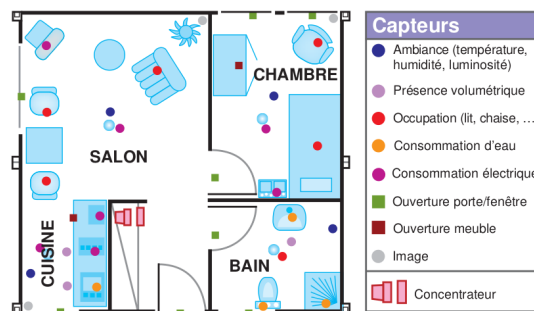 Capteurs
Ambiance (température,
humidité, luminosité)
Présence volumétrique
Occupation (lit, chaise, ...
Consommation d'eau
Consommation électrique
Ouverture porte/fenêtre
Ouverture meuble
Image
Concentrateur
CHAMBRE
SALON
CUISINE
BAIN